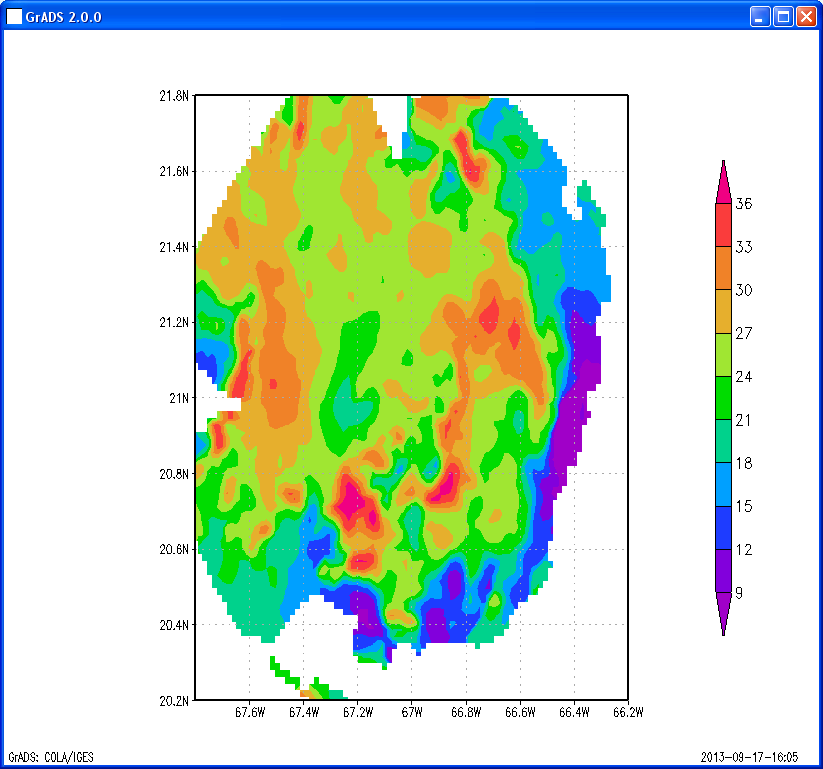 GrADS 2.0.0
21.8N
21.6N
21.4N
21.2N
21N
20.8N
20.6N
20.4N
20.2N
67.6W 67.4W 67.2W 67W 66.8W 66.6W 66.4W 66.2W
36
33
30
27
24
21
18
15
12
9
GrADS: COLA/IGES 2013-09-17-16:05